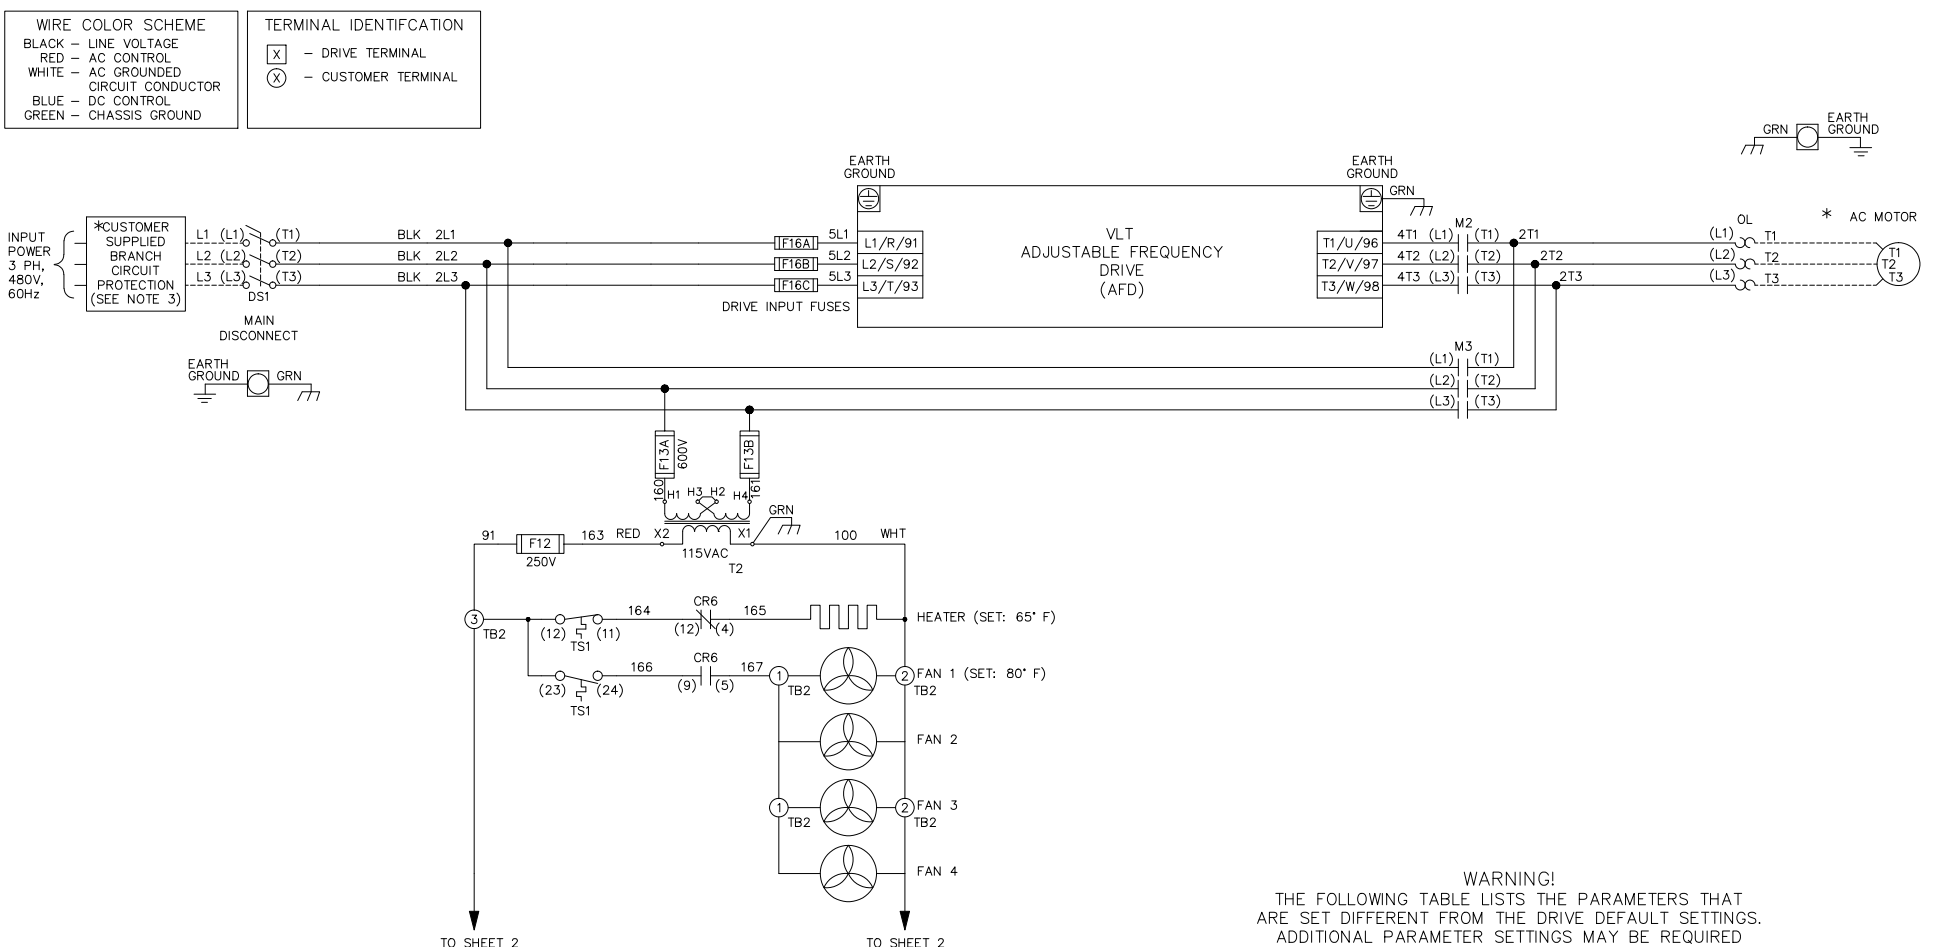 WIRE COLOR SCHEME
BLACK – LINE VOLTAGE
RED – AC CONTROL
WHITE – AC GROUNDED
CIRCUIT CONDUCTOR
BLUE – DC CONTROL
GREEN – CHASSIS GROUND
TERMINAL IDENTIFCATION
X – DRIVE TERMINAL
X – CUSTOMER TERMINAL
GRN
EARTH
GROUND
INPUT
POWER
3 PH,
480V,
60Hz
*CUSTOMER
SUPPLIED
BRANCH
CIRCUIT
PROTECTION
(SEE NOTE 3)
L1 (L1) (T1) BLK 2L1
L2 (L2) (T2) BLK 2L2
L3 (L3) (T3) BLK 2L3
DS1
MAIN
DISCONNECT
EARTH
GROUND
GRN
F16A 5L1
F16B 5L2
F16C 5L3
DRIVE INPUT FUSES
EARTH
GROUND
L1/R/91
L2/S/92
L3/T/93
VLT
ADJUSTABLE FREQUENCY
DRIVE
(AFD)
EARTH
GROUND
GRN
T1/U/96
T2/V/97
T3/W/98
M2
4T1 (L1) (T1) 2T1
4T2 (L2) (T2) 2T2
4T3 (L3) (T3) 2T3
OL
(L1) T1
(L2) T2
(L3) T3
* AC MOTOR
T1
T2
T3
M3
(L1) (T1)
(L2) (T2)
(L3) (T3)
F13A
600V
F13B
160
161
H1 H3 H2 H4
GRN
91 F12 163 RED X2 X1 100 WHT
250V
115VAC
T2
3
TB2
(12) (11)
TS1
164
CR6
(12) (4)
165
HEATER (SET: 65° F)
(23) (24)
TS1
166
CR6
(9) (5)
167
1
TB2
2
TB2
FAN 1 (SET: 80° F)
FAN 2
1
TB2
2
TB2
FAN 3
FAN 4
TO SHEET 2
TO SHEET 2
WARNING!
THE FOLLOWING TABLE LISTS THE PARAMETERS THAT
ARE SET DIFFERENT FROM THE DRIVE DEFAULT SETTINGS.
ADDITIONAL PARAMETER SETTINGS MAY BE REQUIRED